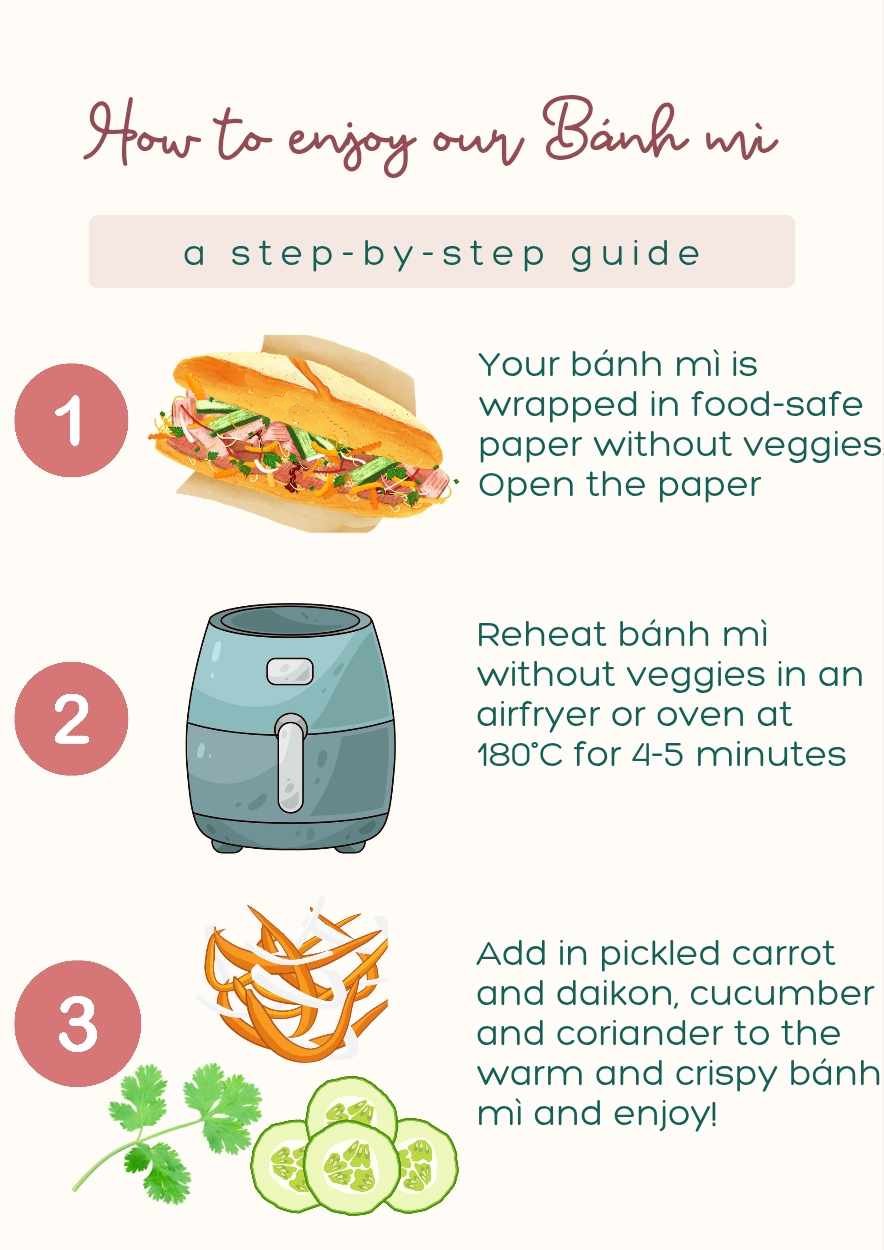 How to enjoy our Bánh mì
a step-by-step guide
1
Your bánh mì is
wrapped in food-safe
paper without veggies.
Open the paper
2
Reheat bánh mì
without veggies in an
airfryer or oven at
180°C for 4-5 minutes
3
Add in pickled carrot
and daikon, cucumber
and coriander to the
warm and crispy bánh
mì and enjoy!